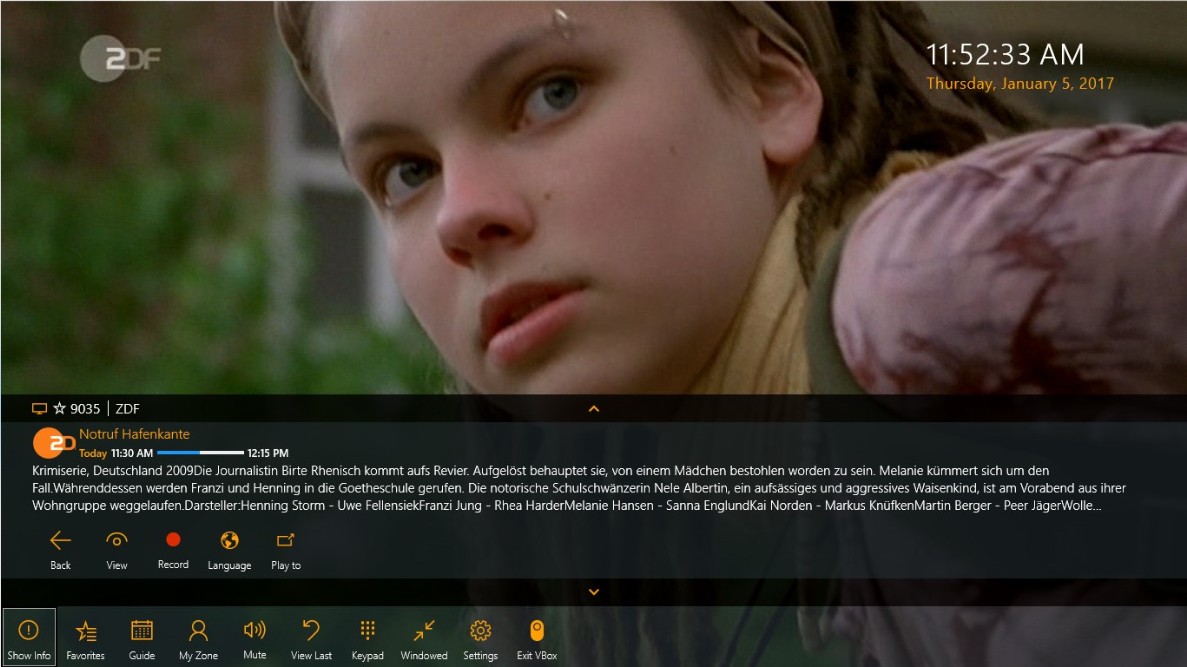 ZDF
11:52:33 AM
Thursday, January 5, 2017
9035 | ZDF
ZD
Notruf Hafenkante
Today 11:30 AM 12:15 PM
Krimiserie, Deutschland 2009Die Journalistin Birte Rhenisch kommt aufs Revier. Aufgelöst behauptet sie, von einem Mädchen bestohlen worden zu sein. Melanie kümmert sich um den
Fall.Währenddessen werden Franzi und Henning in die Goetheschule gerufen. Die notorische Schulschwänzerin Nele Albertin, ein aufsässiges und aggressives Waisenkind, ist am Vorabend aus ihrer
Wohngruppe weggelaufen.Darsteller:Henning Storm - Uwe FellensiekFranzi Jung - Rhea HarderMelanie Hansen - Sanna EnglundKai Norden - Markus KnüfkenMartin Berger - Peer JägerWolle...
Back View Record Language Play to
Show Info Favorites Guide My Zone Mute View Last Keypad Windowed Settings Exit VBox